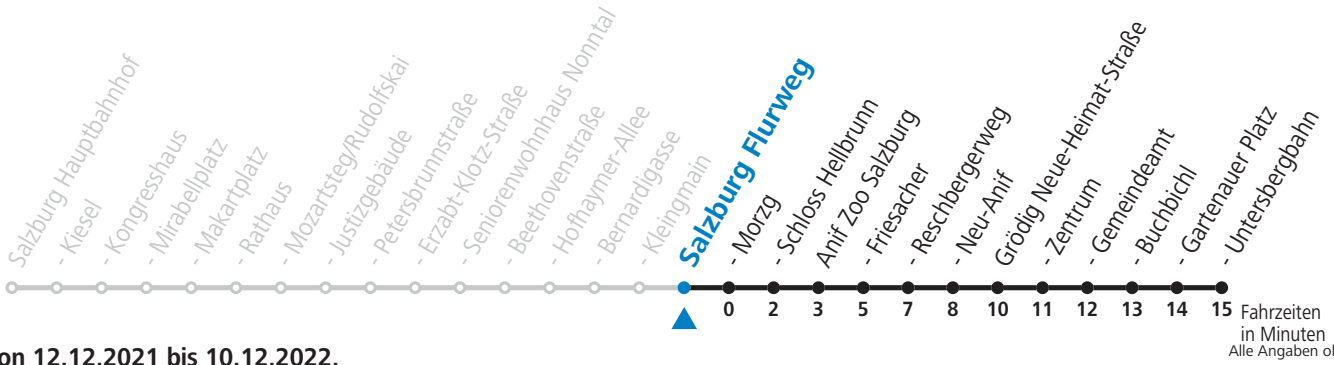 Salzburg Hauptbahnhof
- Kiesel
- Kongresshaus
- Mirabellplatz
- Makartplatz
- Rathaus
- Mozartsteg/Rudolfskai
- Justizgebäude
- Petersbrunnstraße
- Erzabt-Klotz-Straße
- Seniorenwohnhaus Nonntal
- Beethovenstraße
- Hofhaymer-Allee
- Bernardigasse
- Kleingmain
Salzburg Flurweg
- Morzg
- Schloss Hellbrunn
Anif Zoo Salzburg
- Friesacher
- Reschbergerweg
- Neu-Anif
Grödig Neue-Heimat-Straße
- Zentrum
- Gemeindeamt
- Buchbichl
- Gartenauer Platz
- Untersbergbahn
0 2 3 5 7 8 10 11 12 13 14 15
Fahrzeiten
in Minuten
Alle Angaben oh
on 12.12.2021 bis 10.12.2022.